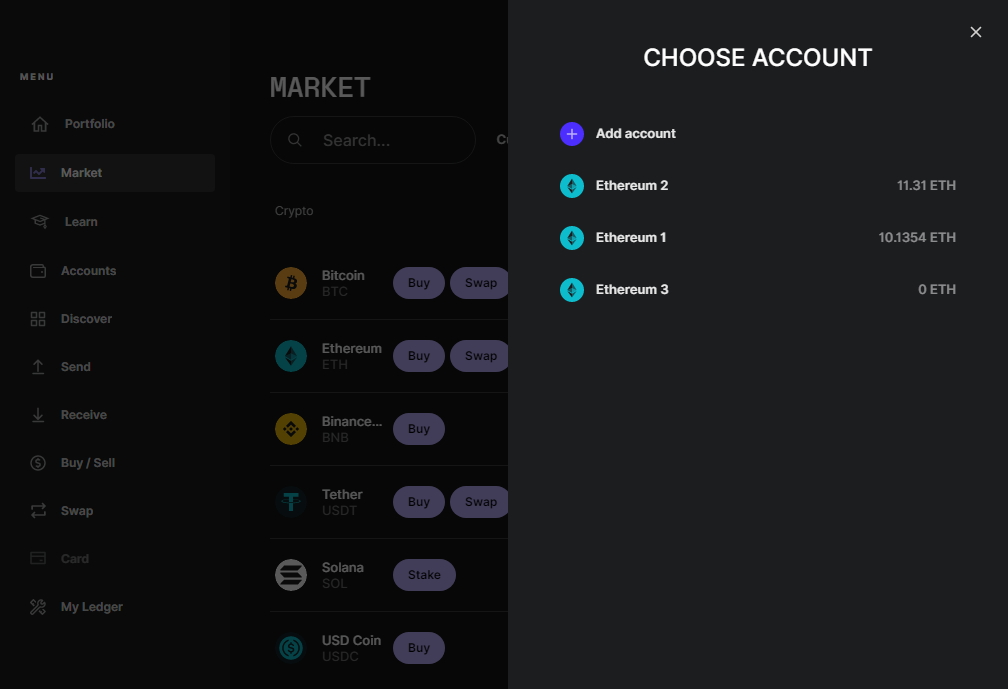 MENU
Portfolio
Market
Learn
Accounts
Discover
Send
Receive
Buy / Sell
Swap
Card
My Ledger
MARKET
Search...
Crypto
Bitcoin
BTC
Buy
Swap
Ethereum
ETH
Buy
Swap
Binance...
BNB
Buy
Tether
USDT
Buy
Swap
Solana
SOL
Stake
USD Coin
USDC
Buy
CHOOSE ACCOUNT
Add account
Ethereum 2 11.31 ETH
Ethereum 1 10.1354 ETH
Ethereum 3 0 ETH